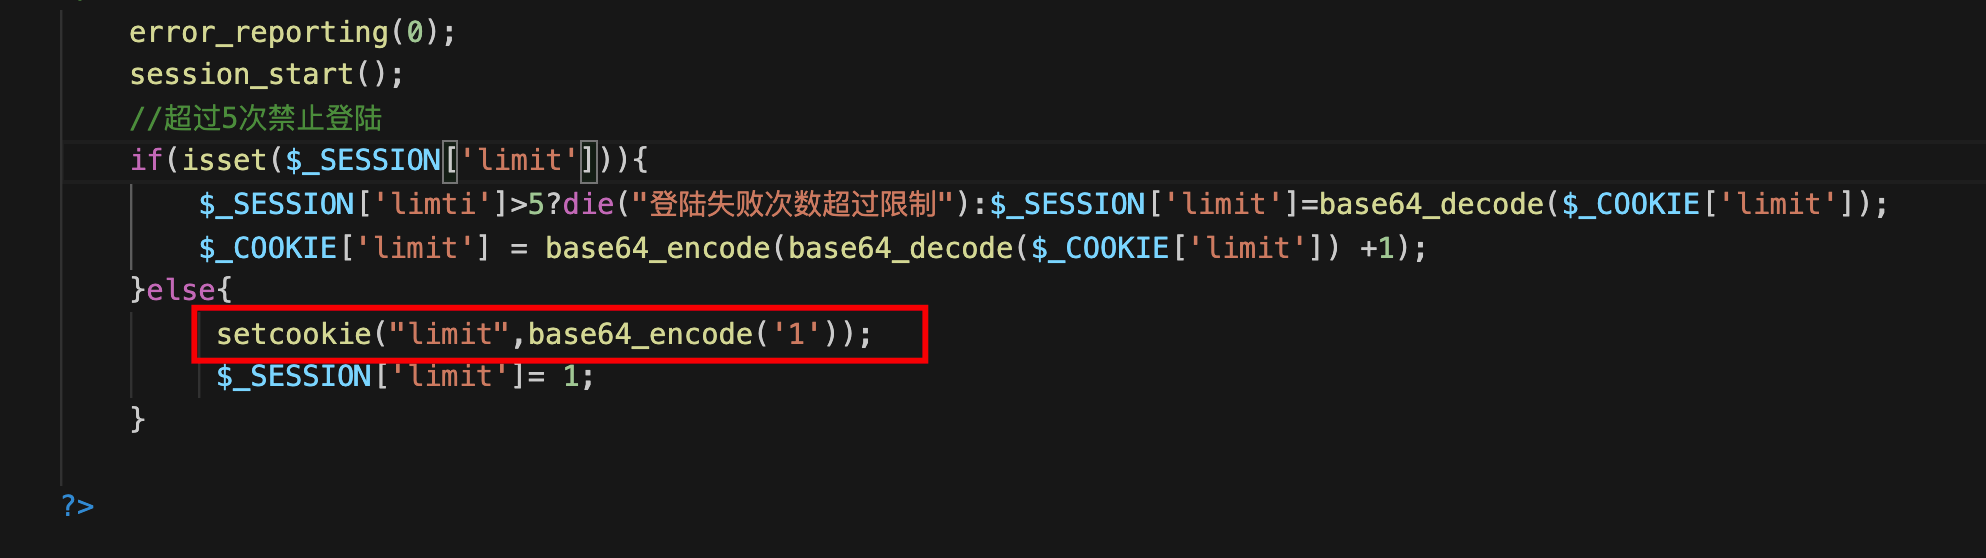 error_reporting(0);
session_start();
//超过5次禁止登陆
if(isset($_SESSION['limit'])){
$_SESSION['limti']>5?die("登陆失败次数超过限制"):$_SESSION['limit']=base64_decode($_COOKIE['limit']);
$_COOKIE['limit'] = base64_encode(base64_decode($_COOKIE['limit']) +1);
}else{
setcookie("limit",base64_encode('1'));
$_SESSION['limit']= 1;
}
?>